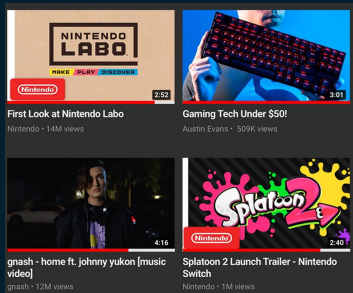 NINTENDO
LABO
MAKE PLAY DISCOVER
Nintendo
2:52
3:01
First Look at Nintendo Labo
Gaming Tech Under $50!
Nintendo • 14M views
Austin Evans • 509K views
4:16
Splatoon 2
Nintendo
2:40
gnash - home ft. johnny yukon [music
video]
Splatoon 2 Launch Trailer - Nintendo
Switch
gnash • 12M views
Nintendo • 1M views